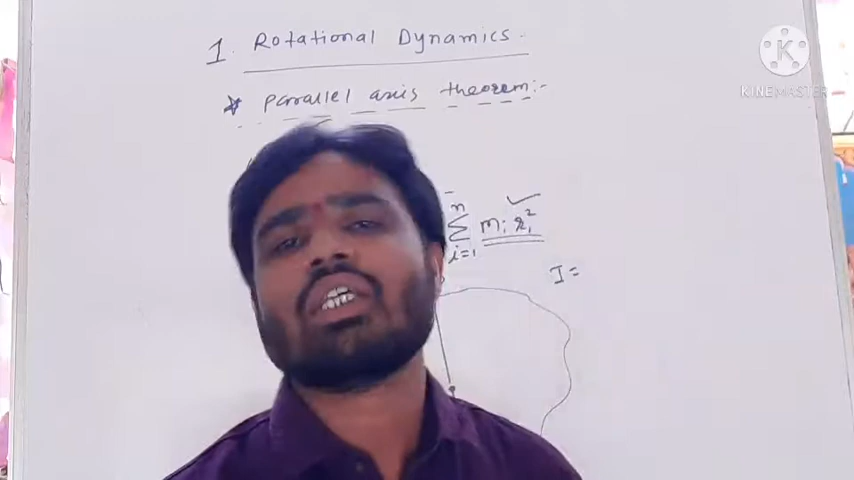 1. Rotational Dynamics.
* Parallel axis theorem:-
n
Σ mᵢ rᵢ²
i=1
I =
K
KINEMASTER